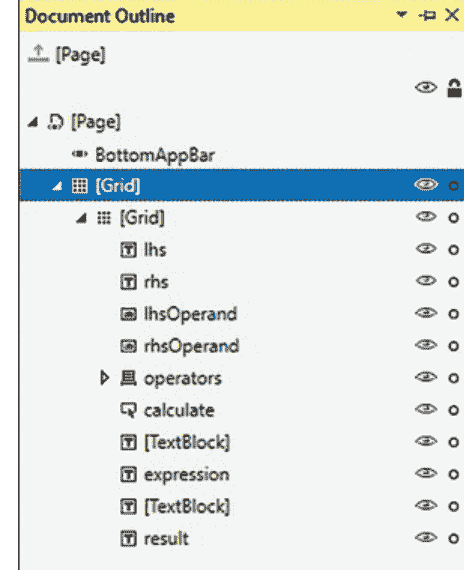 Document Outline
[Page]
[Page]
BottomAppBar
[Grid]
[Grid]
lhs
rhs
lhsOperand
rhsOperand
operators
calculate
[TextBlock]
expression
[TextBlock]
result